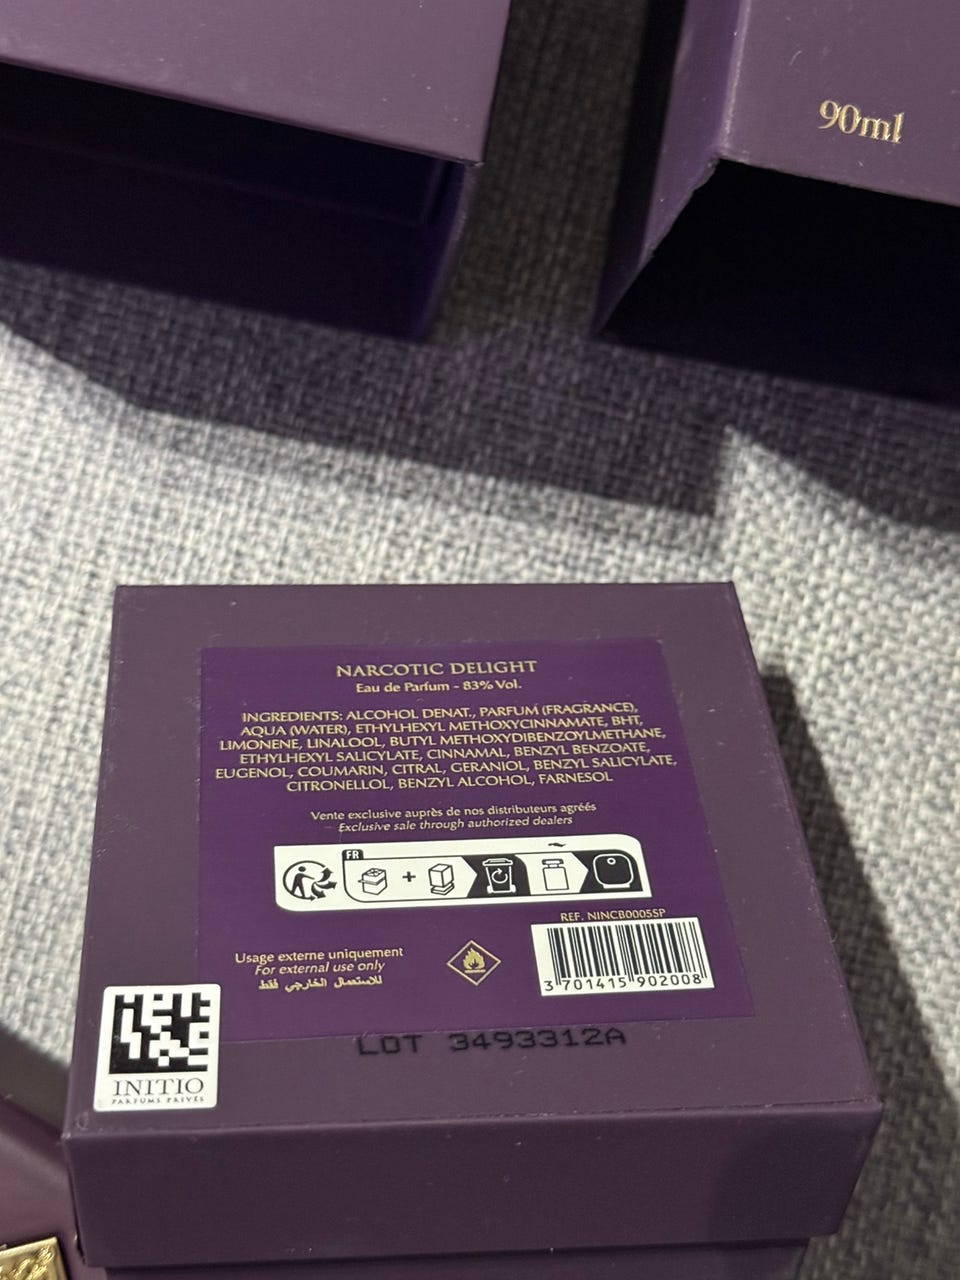 90ml
NARCOTIC DELIGHT
Eau de Parfum - 83% Vol.
INGREDIENTS: ALCOHOL DENAT., PARFUM (FRAGRANCE),
AQUA (WATER), ETHYLHEXYL METHOXYCINNAMATE, BHT,
LIMONENE, LINALOOL, BUTYL METHOXYDIBENZOYLMETHANE,
ETHYLHEXYL SALICYLATE, CINNAMAL, BENZYL BENZOATE,
EUGENOL, COUMARIN, CITRAL, GERANIOL, BENZYL SALICYLATE,
CITRONELLOL, BENZYL ALCOHOL, FARNESOL
Vente exclusive auprès de nos distributeurs agréés
Exclusive sale through authorized dealers
FR
+
REF. NINCB0005SP
3 701415 902008
Usage externe uniquement
For external use only
للاستعمال الخارجي فقط
LOT 3493312A
INITIO
PARFUMS PRIVÉS